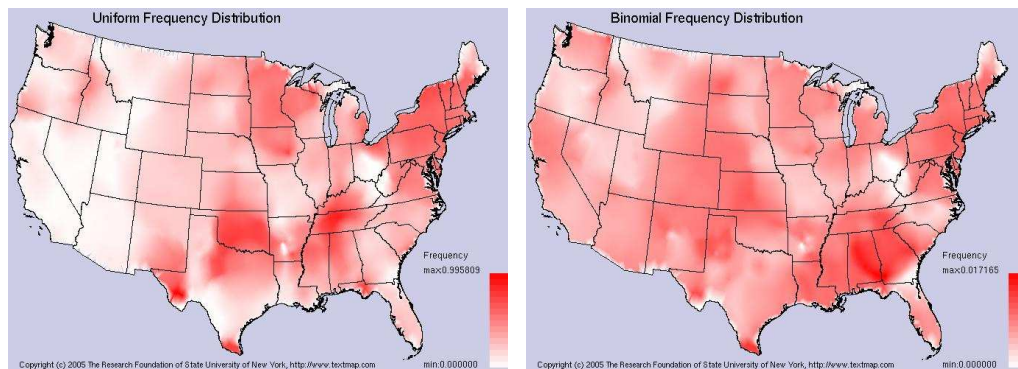 Uniform Frequency Distribution
Frequency
max:0.995809
min:0.000000
Copyright (c) 2005 The Research Foundation of State University of New York, http://www.textmap.com
Binomial Frequency Distribution
Frequency
max:0.017165
min:0.000000
Copyright (c) 2005 The Research Foundation of State University of New York, http://www.textmap.com